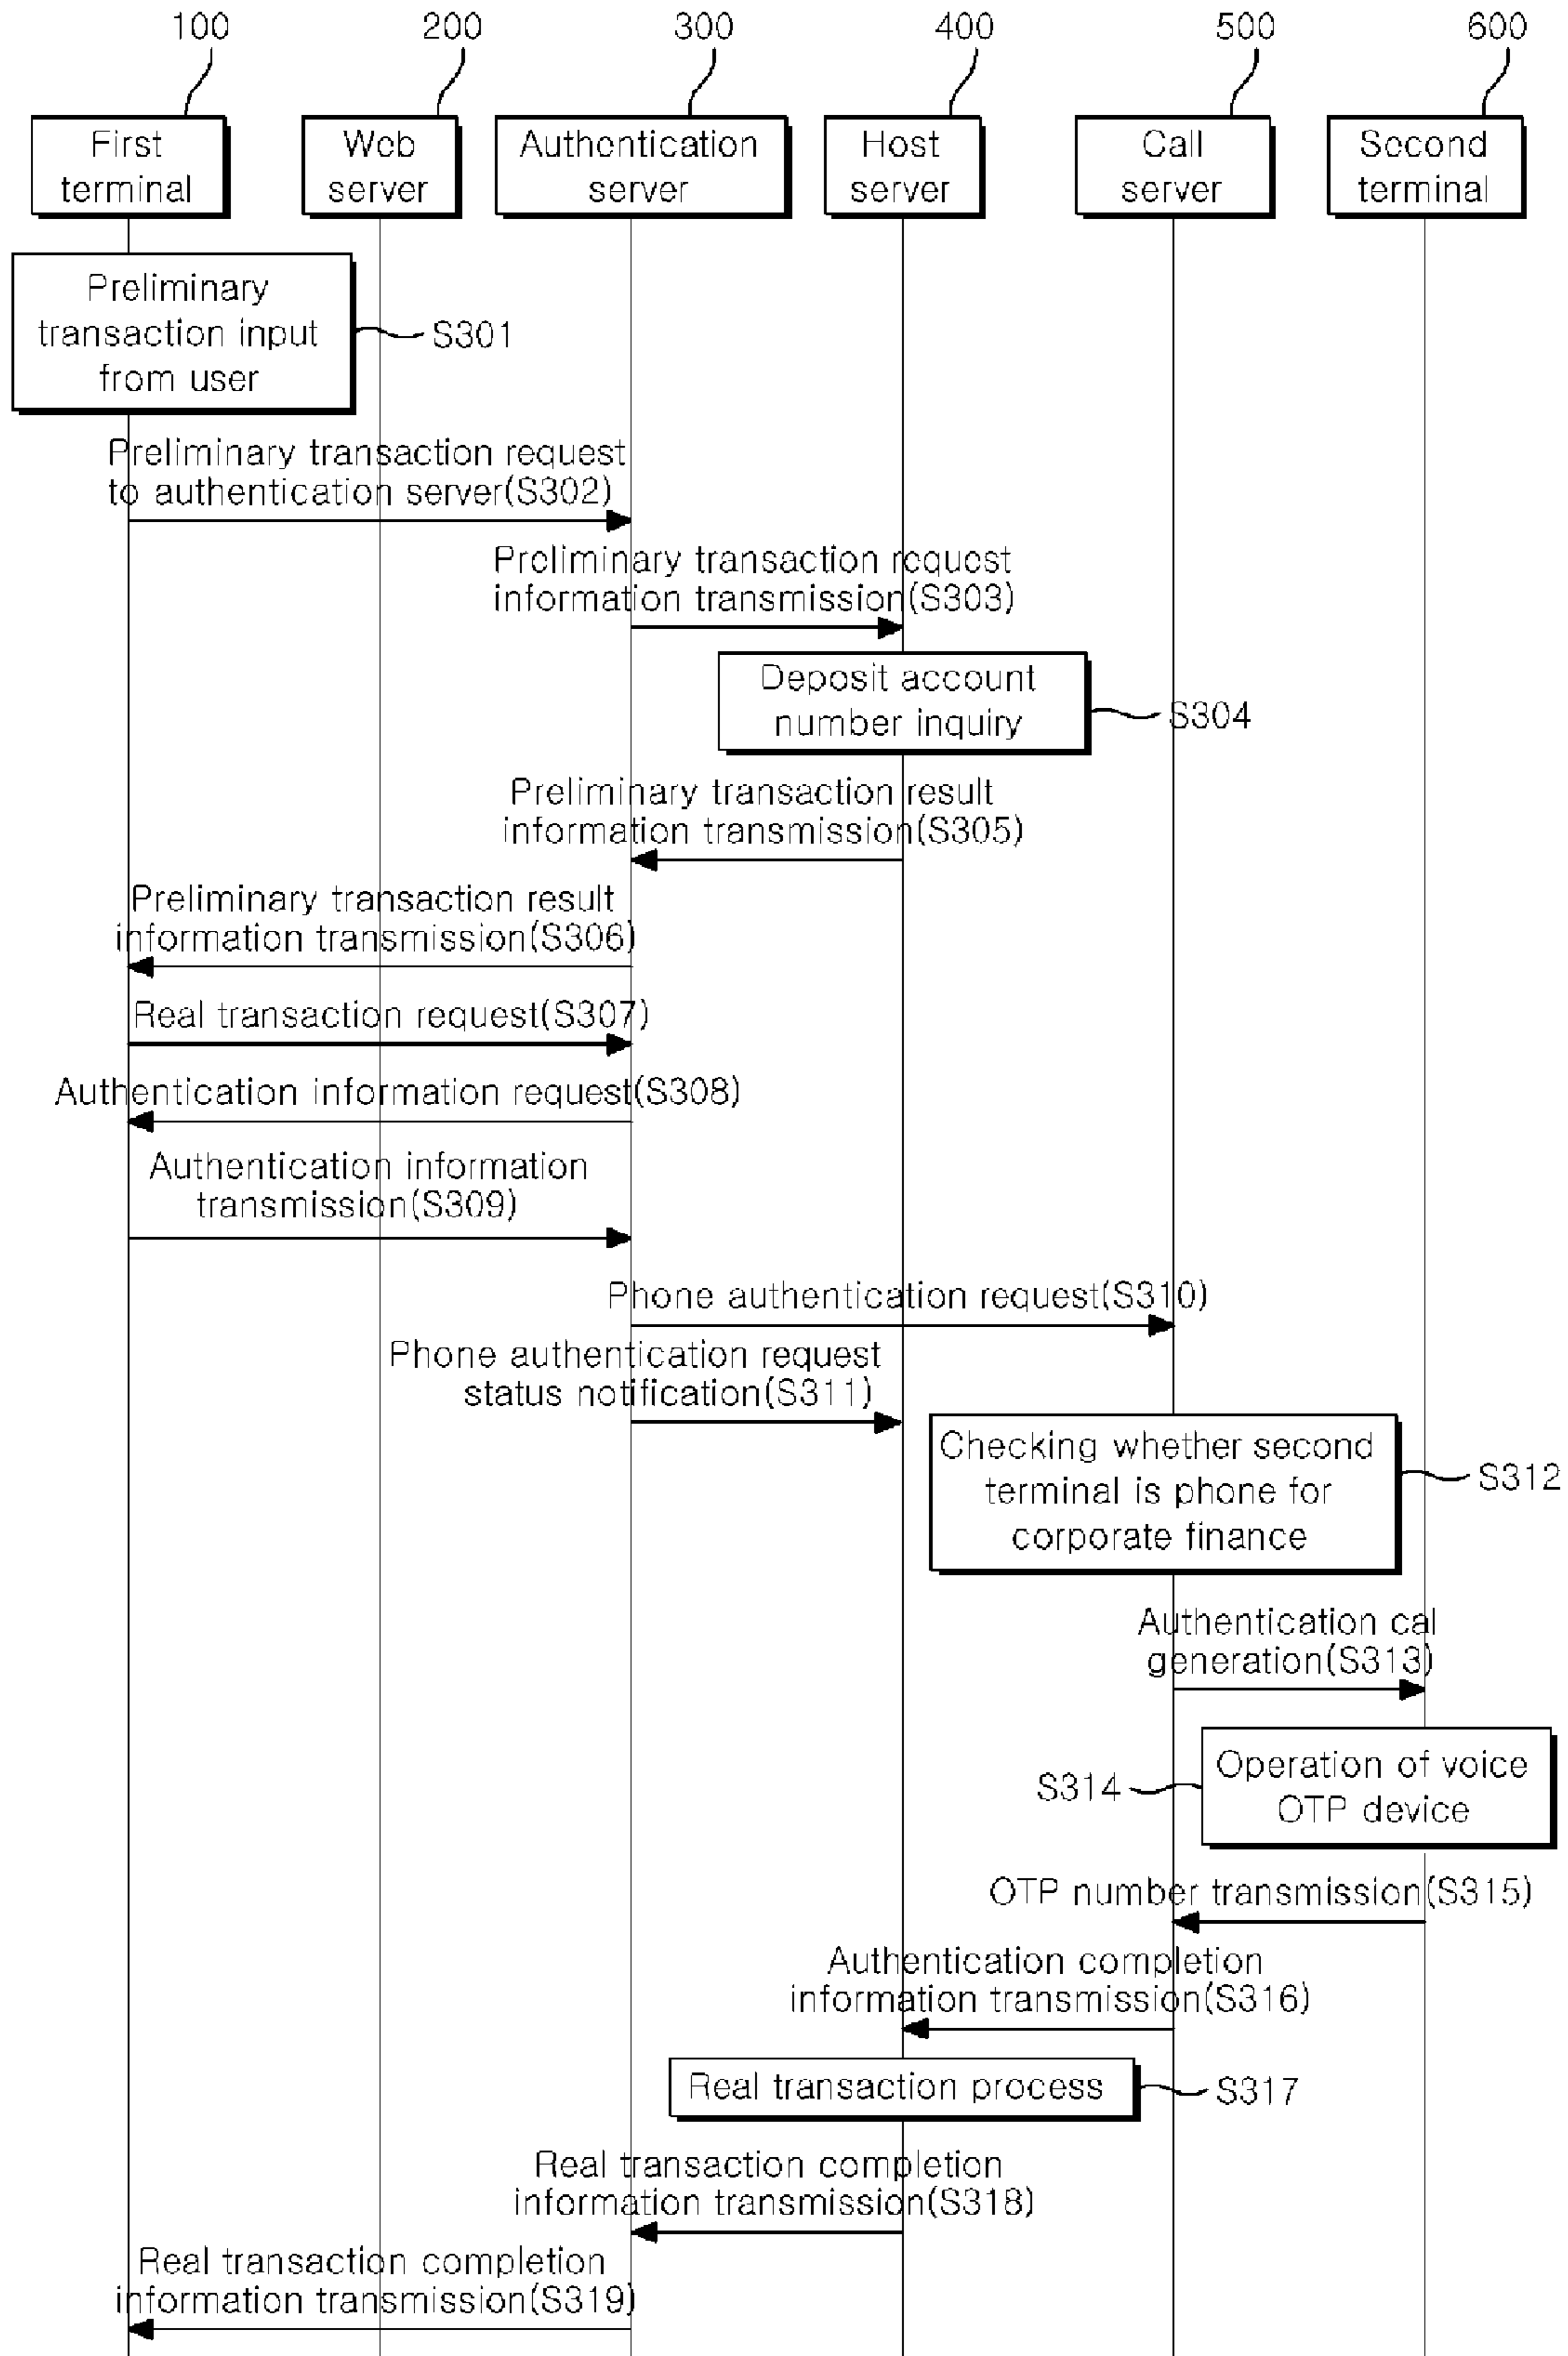 100
200
300
400
500
600
First
terminal
Web
server
Authentication
server
Host
server
Call
server
Second
terminal
Preliminary
transaction input
from user
S301
Preliminary transaction request
to authentication server(S302)
Preliminary transaction request
information transmission(S303)
Deposit account
number inquiry
S304
Preliminary transaction result
information transmission(S305)
Preliminary transaction result
information transmission(S306)
Real transaction request(S307)
Authentication information request(S308)
Authentication information
transmission(S309)
Phone authentication request(S310)
Phone authentication request
status notification(S311)
Checking whether second
terminal is phone for
corporate finance
S312
Authentication cal
generation(S313)
Operation of voice
OTP device
S314
OTP number transmission(S315)
Authentication completion
information transmission(S316)
Real transaction process
S317
Real transaction completion
information transmission(S318)
Real transaction completion
information transmission(S319)